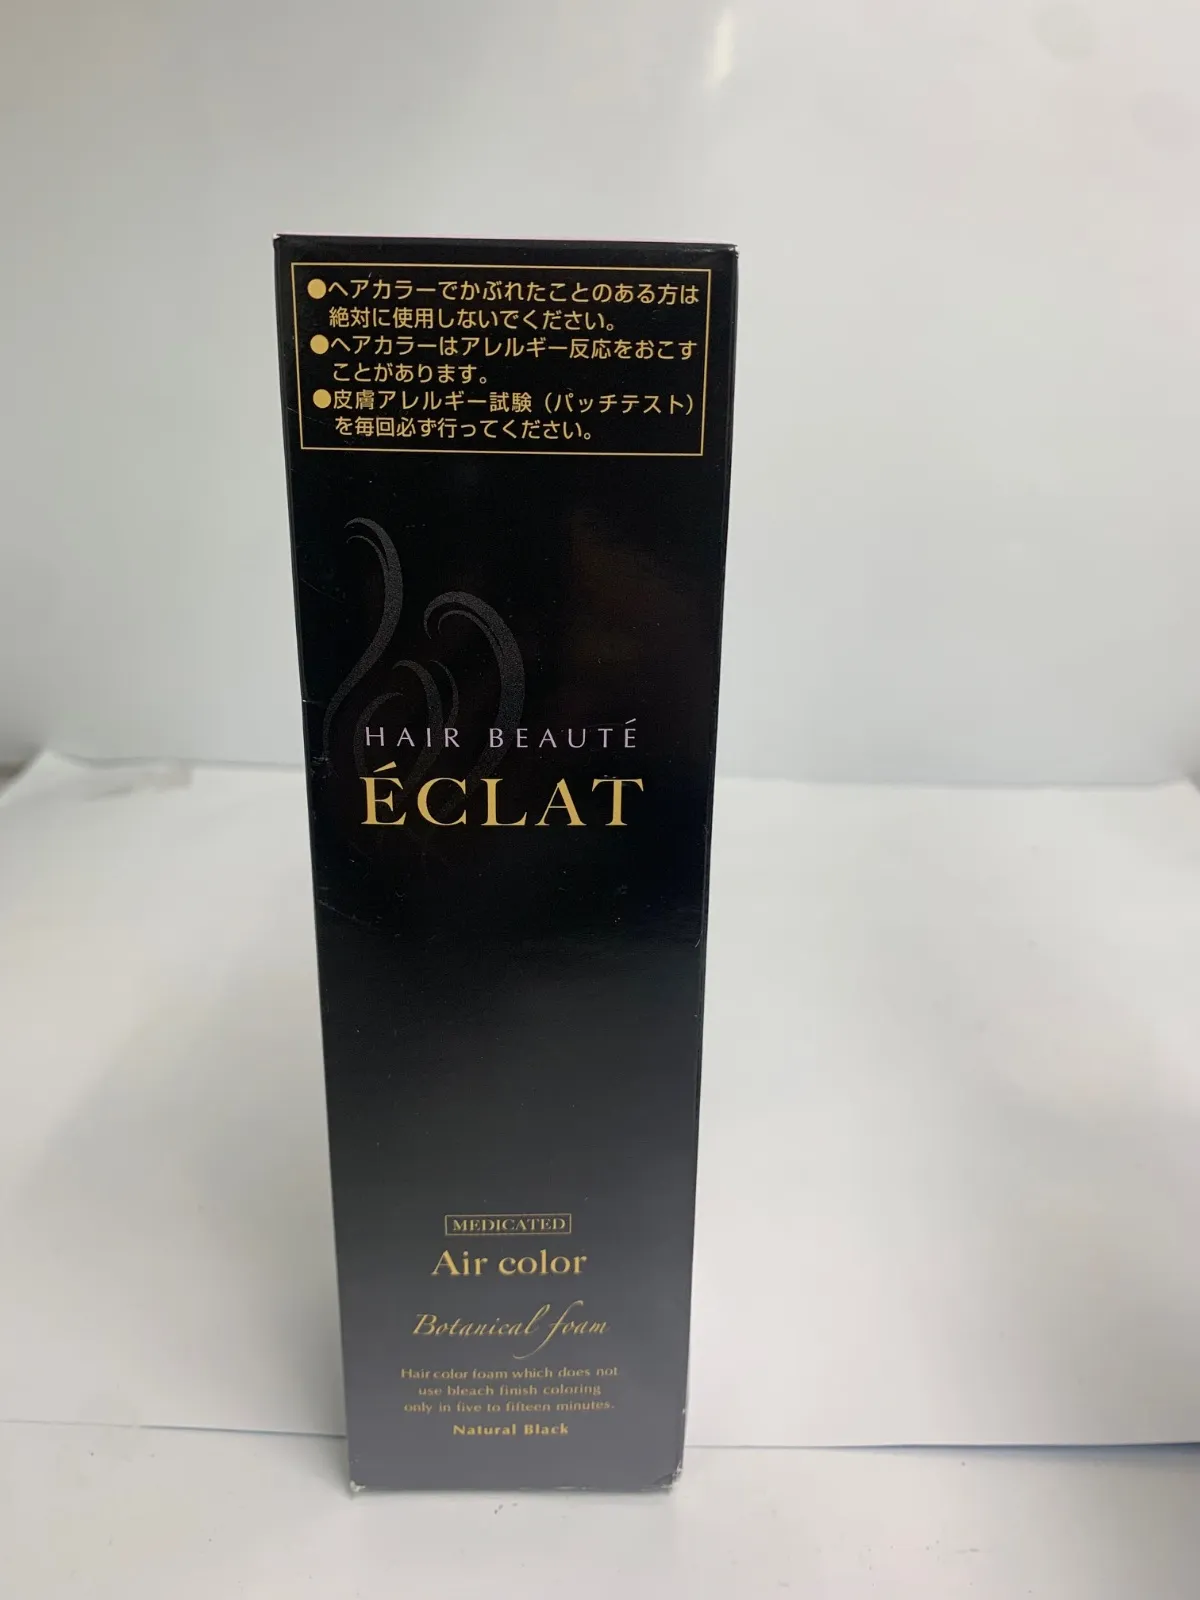 ●ヘアカラーでかぶれたことのある方は
絶対に使用しないでください。
●ヘアカラーはアレルギー反応をおこす
ことがあります。
●皮膚アレルギー試験（パッチテスト）
を毎回必ず行ってください。
HAIR BEAUTÉ
ÉCLAT
MEDICATED
Air color
Botanical foam
Hair color foam which does not
use bleach finish coloring
only in five to fifteen minutes.
Natural Black